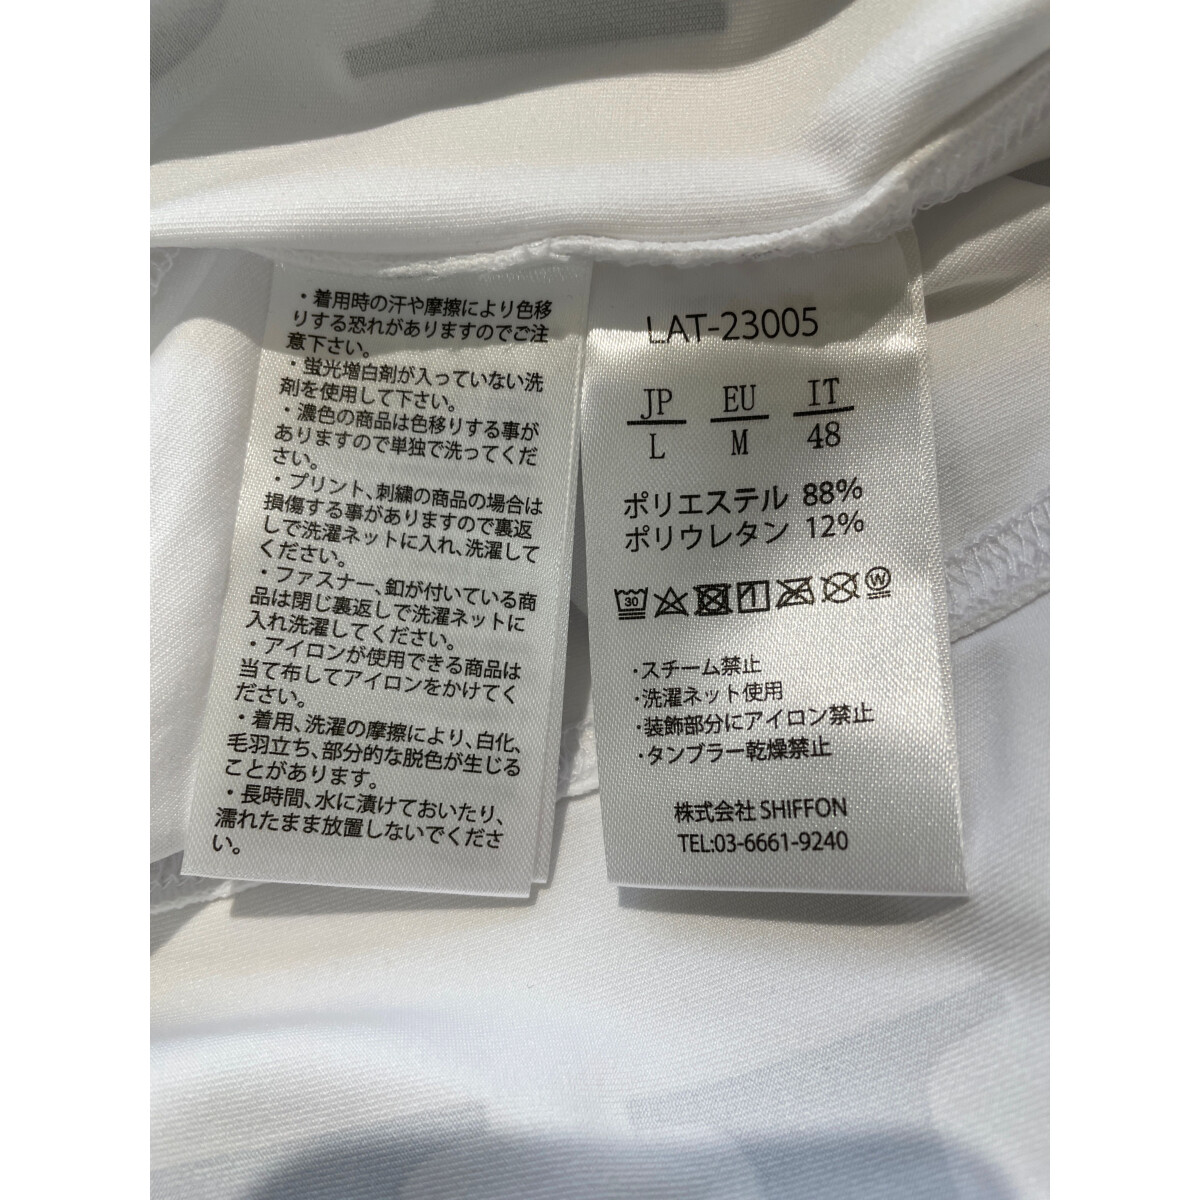 ・着用時の汗や摩擦により色移
りする恐れがありますのでご注
意下さい。
・蛍光増白剤が入っていない洗
剤を使用して下さい。
・濃色の商品は色移りする事が
ありますので単独で洗ってくだ
さい。
・プリント、刺繍の商品の場合は
損傷する事がありますので裏返
しで洗濯ネットに入れ、洗濯して
ください。
・ファスナー、釦が付いている商
品は閉じ裏返しで洗濯ネットに
入れ洗濯してください。
・アイロンが使用できる商品は
当て布してアイロンをかけてく
ださい。
・着用、洗濯の摩擦により、白化、
毛羽立ち、部分的な脱色が生じる
ことがあります。
・長時間、水に漬けておいたり、
濡れたまま放置しないでくださ
い。
LAT-23005
JP EU IT
L M 48
ポリエステル 88%
ポリウレタン 12%
30 W
・スチーム禁止
・洗濯ネット使用
・装飾部分にアイロン禁止
・タンブラー乾燥禁止
株式会社 SHIFFON
TEL:03-6661-9240